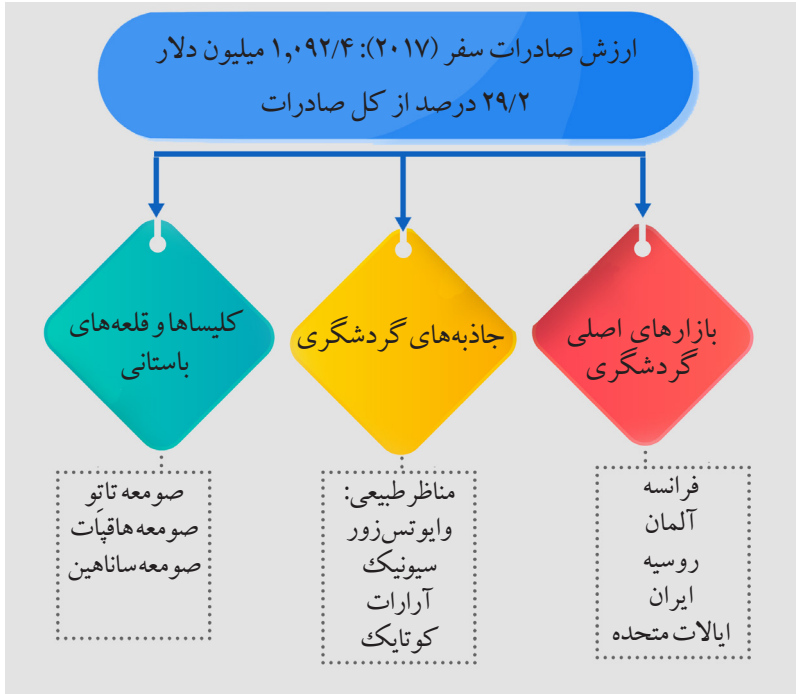 ارزش صادرات سفر (۲۰۱۷): ۱,۰۹۲/۴ میلیون دلار
۲۹/۲ درصد از کل صادرات
بازارهای اصلی
گردشگری
فرانسه
آلمان
روسیه
ایران
ایالات متحده
جاذبه‌های گردشگری
مناظر طبیعی:
وایوتس‌زور
سیونیک
آرارات
کوتایک
کلیساها و قلعه‌های
باستانی
صومعه تاتِو
صومعه هاقپات
صومعه ساناهین